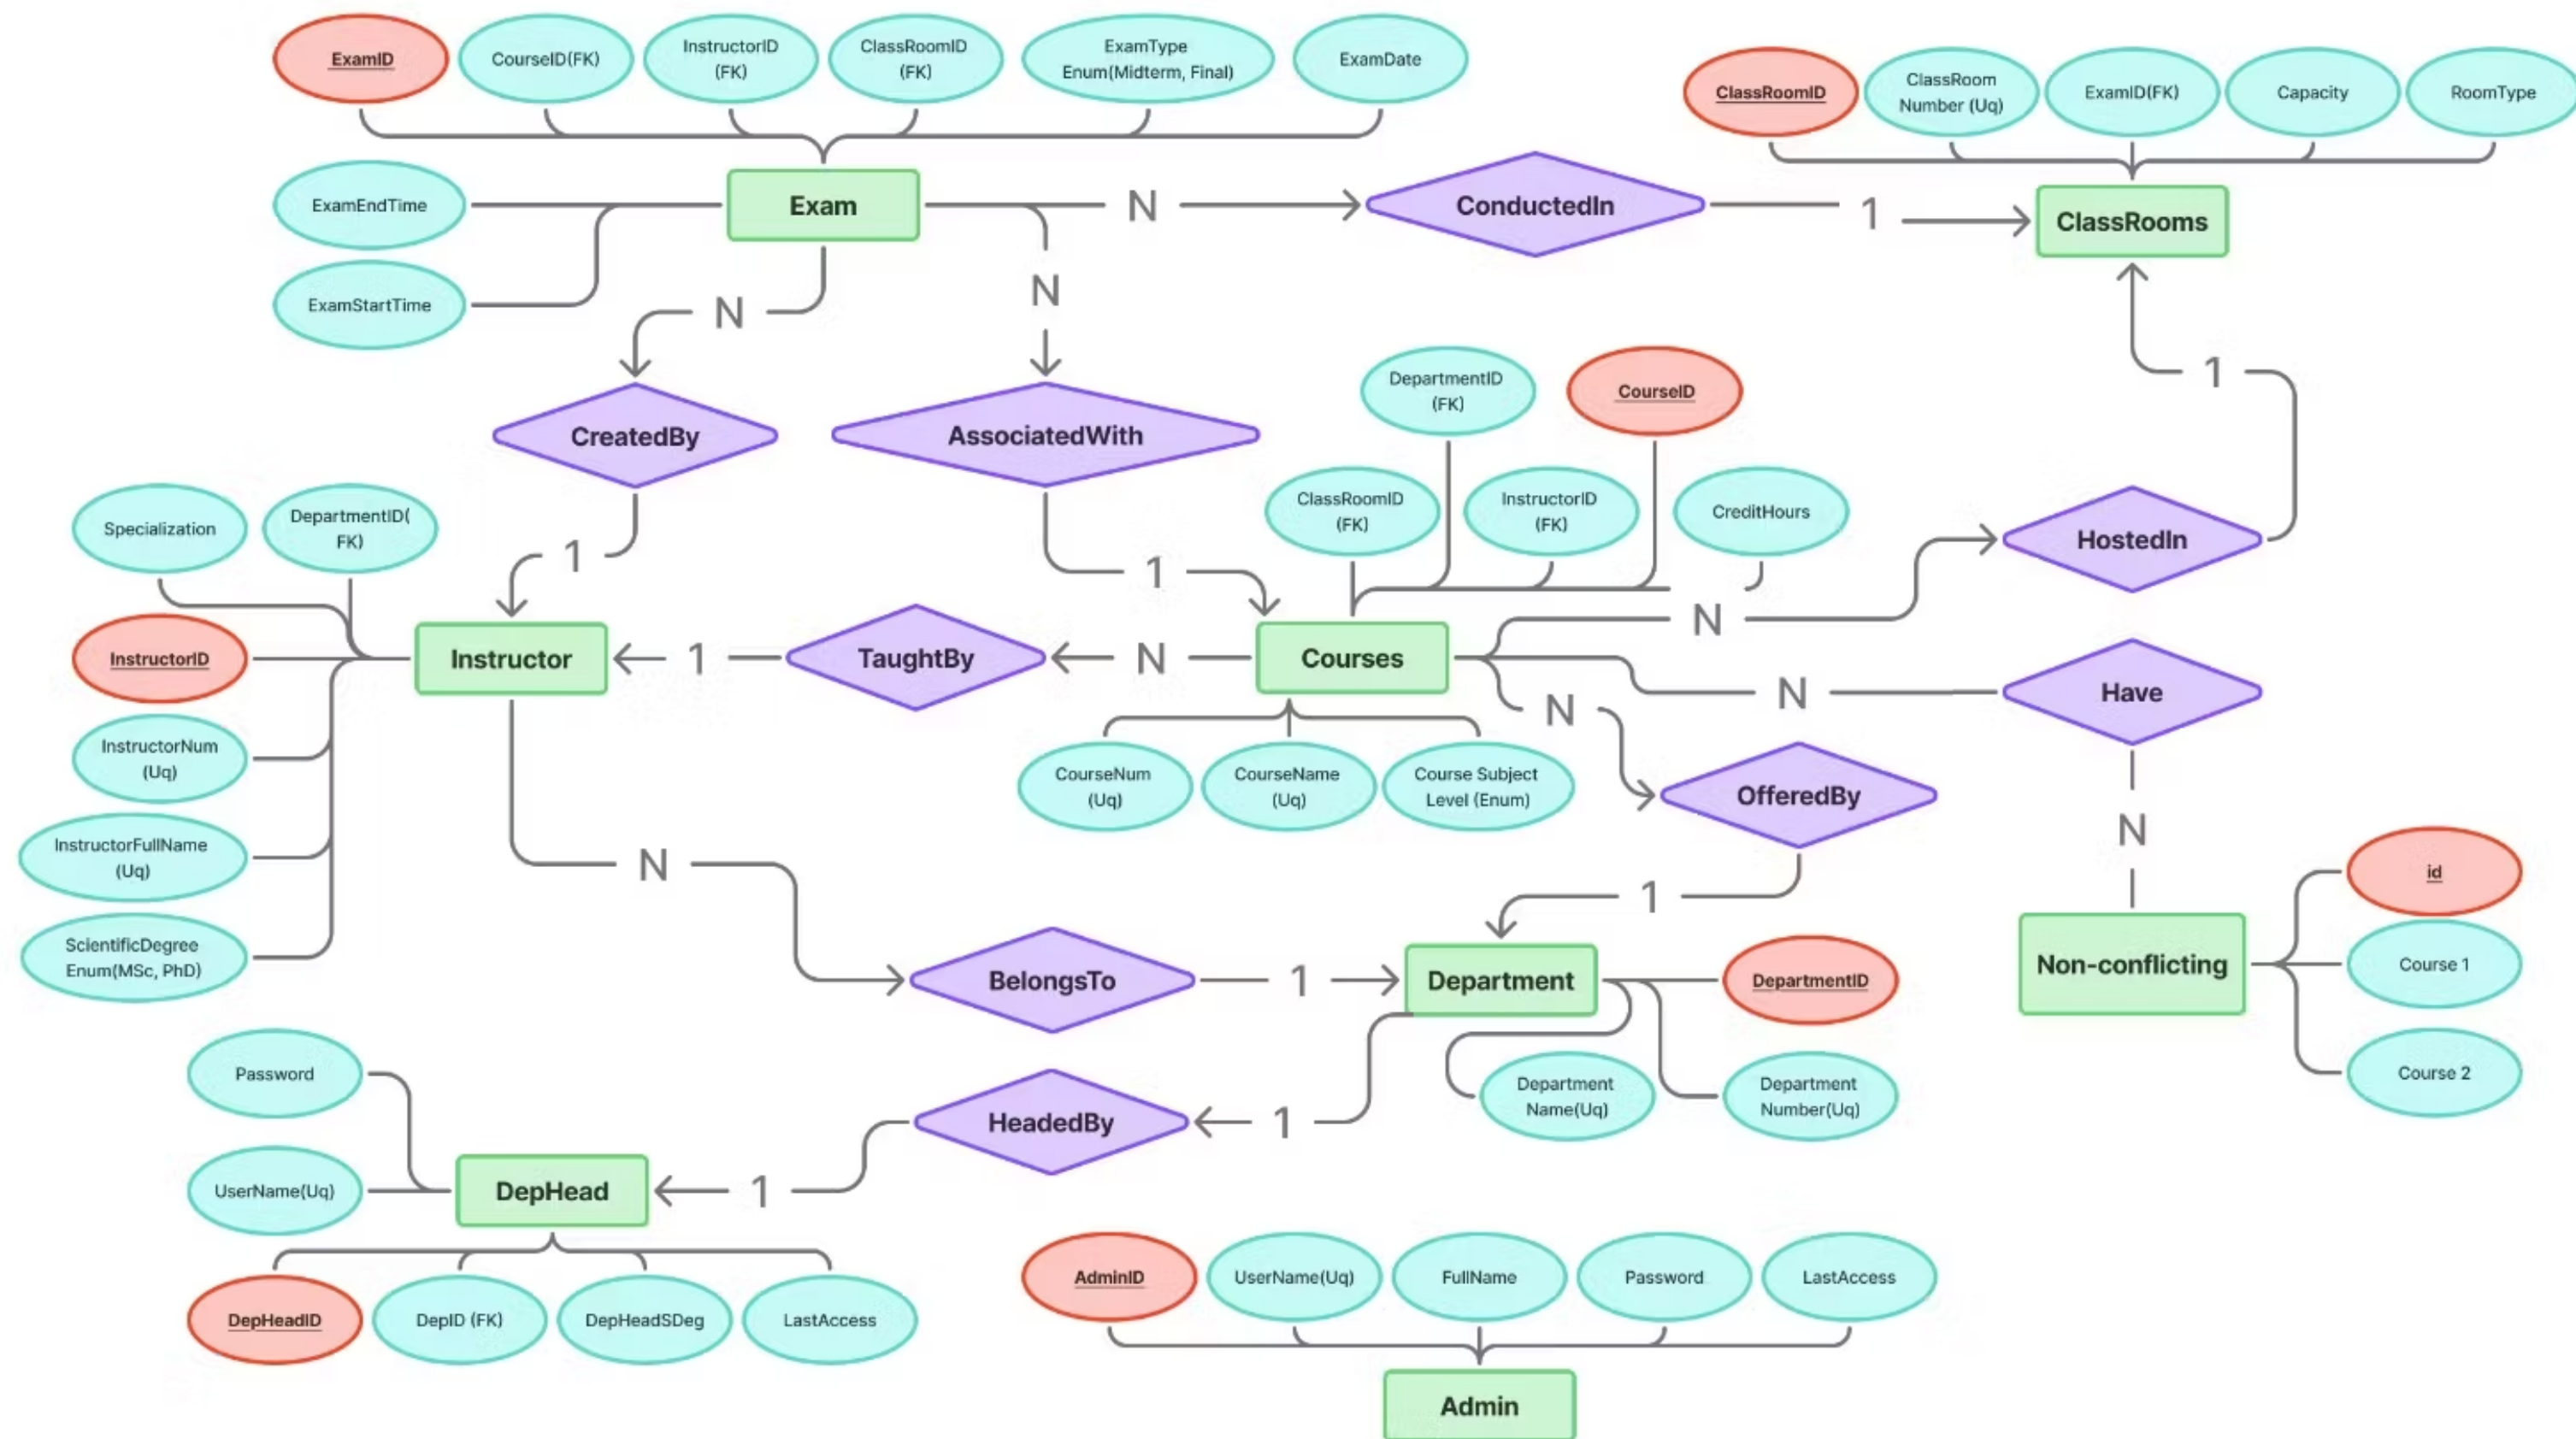 ExamID
CourseID(FK)
InstructorID
(FK)
ClassRoomID
(FK)
ExamType
Enum(Midterm, Final)
ExamDate
ClassRoomID
ClassRoom
Number (Uq)
ExamID(FK)
Capacity
RoomType
ExamEndTime
Exam
N
ConductedIn
1
ClassRooms
ExamStartTime
N
N
1
CreatedBy
AssociatedWith
DepartmentID
(FK)
CourseID
ClassRoomID
(FK)
InstructorID
(FK)
CreditHours
HostedIn
Specialization
DepartmentID(
FK)
1
1
N
InstructorID
Instructor
1
TaughtBy
N
Courses
N
Have
N
InstructorNum
(Uq)
CourseNum
(Uq)
CourseName
(Uq)
Course Subject
Level (Enum)
OfferedBy
N
InstructorFullName
(Uq)
N
1
id
ScientificDegree
Enum(MSc, PhD)
BelongsTo
1
Department
DepartmentID
Non-conflicting
Course 1
Course 2
Password
HeadedBy
1
Department
Name(Uq)
Department
Number(Uq)
UserName(Uq)
DepHead
1
DepHeadID
DepID (FK)
DepHeadSDeg
LastAccess
AdminID
UserName(Uq)
FullName
Password
LastAccess
Admin